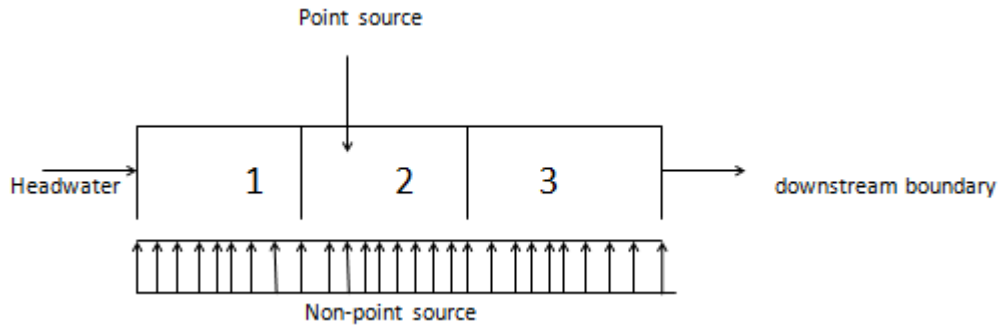 Point source
Headwater
1
2
3
downstream boundary
Non-point source